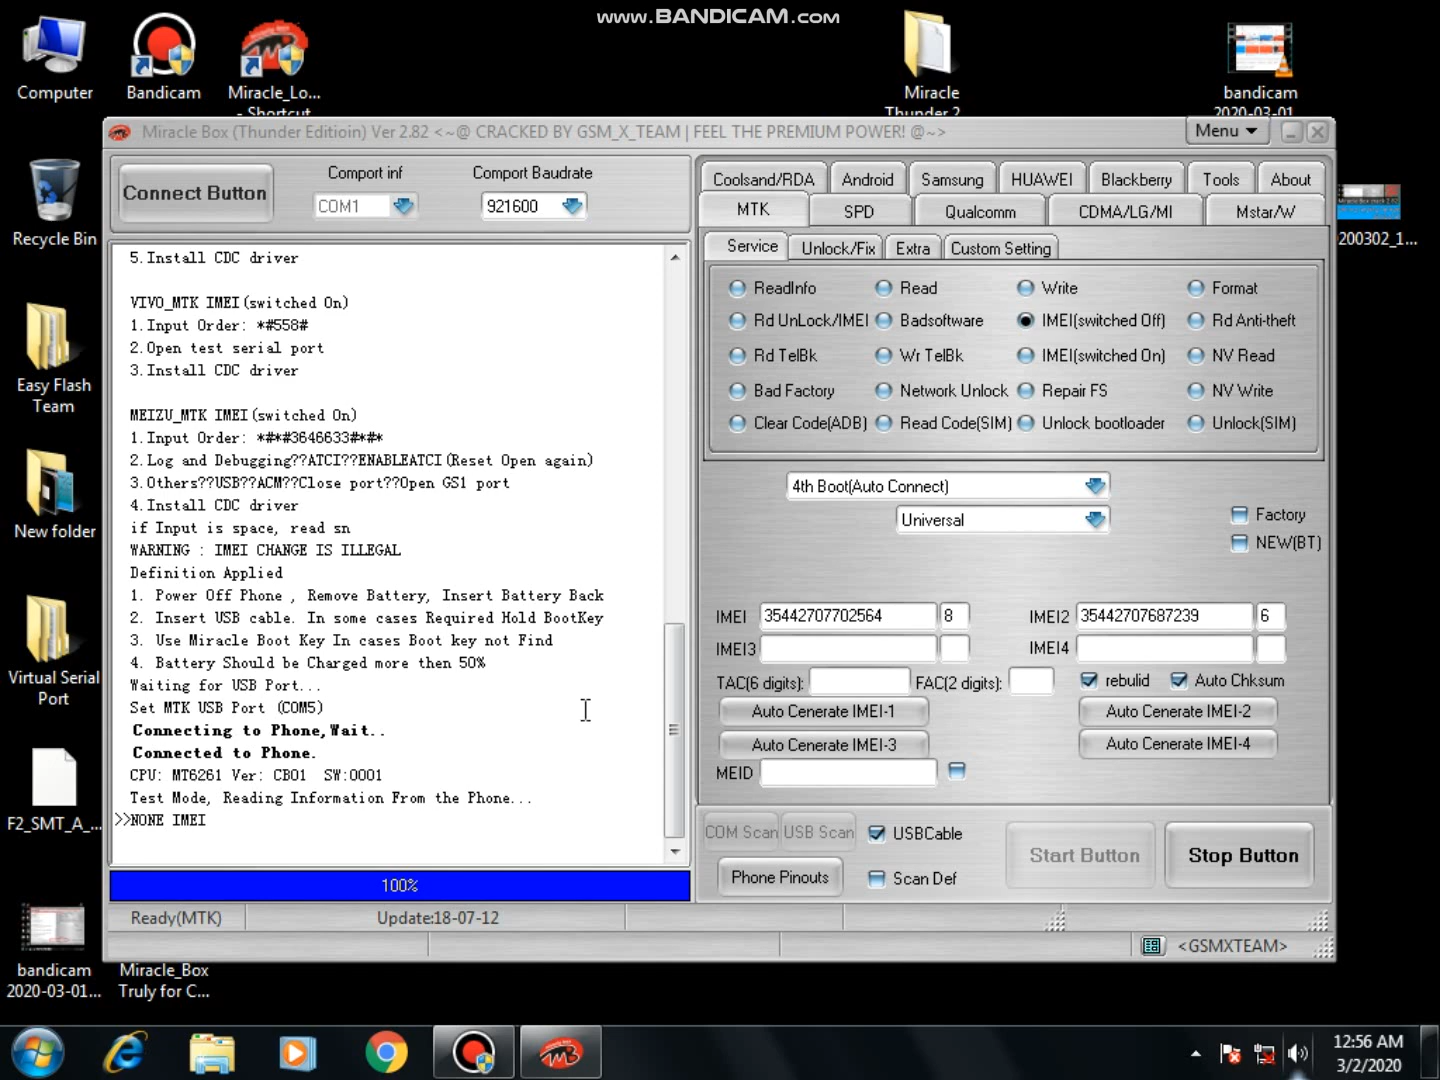 www.BANDICAM.com
Computer
Bandicam
Miracle_Lo...
- Shortcut
Miracle
Thunder 2
bandicam
2020-03-01
Miracle Box (Thunder Editioin) Ver 2.82 <~@ CRACKED BY GSM_X_TEAM | FEEL THE PREMIUM POWER! @~>
Menu
Recycle Bin
Easy Flash
Team
New folder
Virtual Serial
Port
F2_SMT_A_...
bandicam
2020-03-01...
Miracle_Box
Truly for C...
200302_1...
Connect Button
Comport inf
COM1
Comport Baudrate
921600
5.Install CDC driver
VIVO_MTK IMEI(switched On)
1.Input Order: *#558#
2.Open test serial port
3.Install CDC driver
MEIZU_MTK IMEI(switched On)
1.Input Order: *#*#3646633#*#*
2.Log and Debugging??ATCI??ENABLEATCI(Reset Open again)
3.Others??USB??ACM??Close port??Open GS1 port
4.Install CDC driver
if Input is space, read sn
WARNING : IMEI CHANGE IS ILLEGAL
Definition Applied
1. Power Off Phone , Remove Battery, Insert Battery Back
2. Insert USB cable. In some cases Required Hold BootKey
3. Use Miracle Boot Key In cases Boot key not Find
4. Battery Should be Charged more then 50%
Waiting for USB Port...
Set MTK USB Port (COM5)
Connecting to Phone,Wait..
Connected to Phone.
CPU: MT6261 Ver: CB01 SW:0001
Test Mode, Reading Information From the Phone...
>>NONE IMEI
100%
Ready(MTK)
Update:18-07-12
Coolsand/RDA Android Samsung HUAWEI Blackberry Tools About
MTK SPD Qualcomm CDMA/LG/MI Mstar/W
Service Unlock/Fix Extra Custom Setting
ReadInfo Read Write Format
Rd UnLock/IMEI Badsoftware IMEI(switched Off) Rd Anti-theft
Rd TelBk Wr TelBk IMEI(switched On) NV Read
Bad Factory Network Unlock Repair FS NV Write
Clear Code(ADB) Read Code(SIM) Unlock bootloader Unlock(SIM)
4th Boot(Auto Connect)
Universal
Factory
NEW(BT)
IMEI 35442707702564 8 IMEI2 35442707687239 6
IMEI3 IMEI4
TAC(6 digits): FAC(2 digits): rebulid Auto Chksum
Auto Cenerate IMEI-1 Auto Cenerate IMEI-2
Auto Cenerate IMEI-3 Auto Cenerate IMEI-4
MEID
COM Scan USB Scan USBCable
Start Button Stop Button
Phone Pinouts Scan Def
<GSMXTEAM>
12:56 AM
3/2/2020